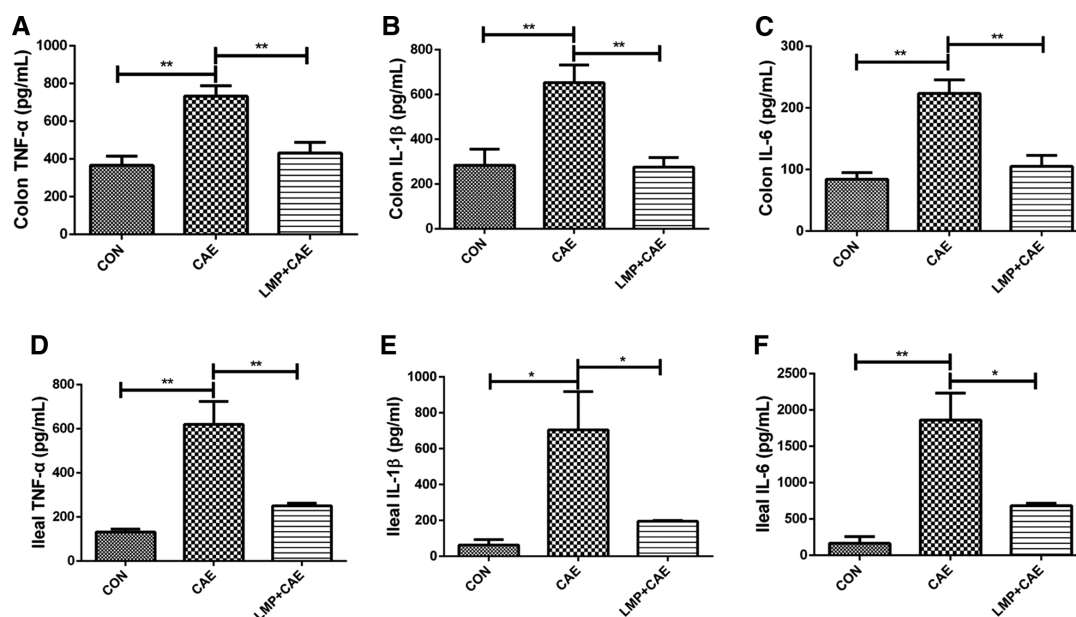 A
Colon TNF-α (pg/mL)
1000
800
600
400
200
0
**
**
CON
CAE
LMP+CAE
B
Colon IL-1β (pg/mL)
800
600
400
200
0
**
**
CON
CAE
LMP+CAE
C
Colon IL-6 (pg/mL)
300
200
100
0
**
**
CON
CAE
LMP+CAE
D
Ileal TNF-α (pg/mL)
800
600
400
200
0
**
**
CON
CAE
LMP+CAE
E
Ileal IL-1β (pg/ml)
1000
800
600
400
200
0
*
*
CON
CAE
LMP+CAE
F
Ileal IL-6 (pg/mL)
2500
2000
1500
1000
500
0
**
*
CON
CAE
LMP+CAE